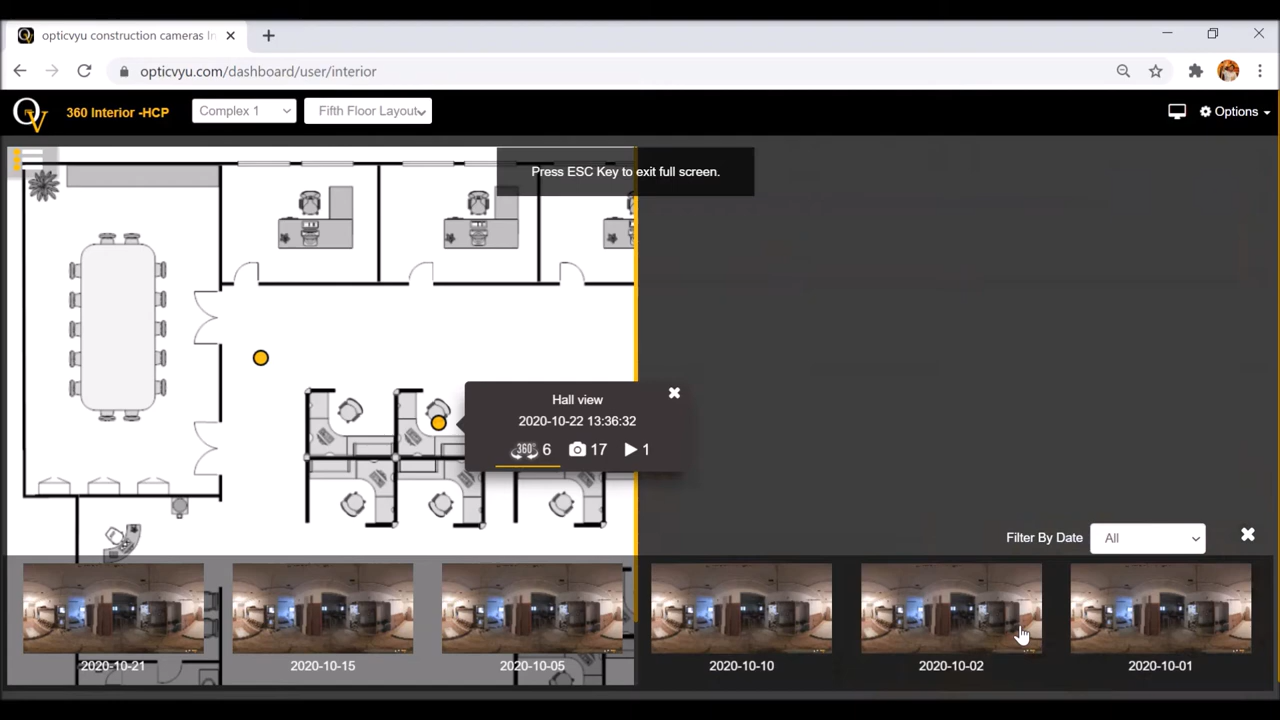 opticvyu construction cameras In
opticvyu.com/dashboard/user/interior
OV
360 Interior -HCP
Complex 1
Fifth Floor Layout
Options
Press ESC Key to exit full screen.
Hall view
2020-10-22 13:36:32
360° 6 17 1
Filter By Date All
2020-10-21 2020-10-15 2020-10-05 2020-10-10 2020-10-02 2020-10-01